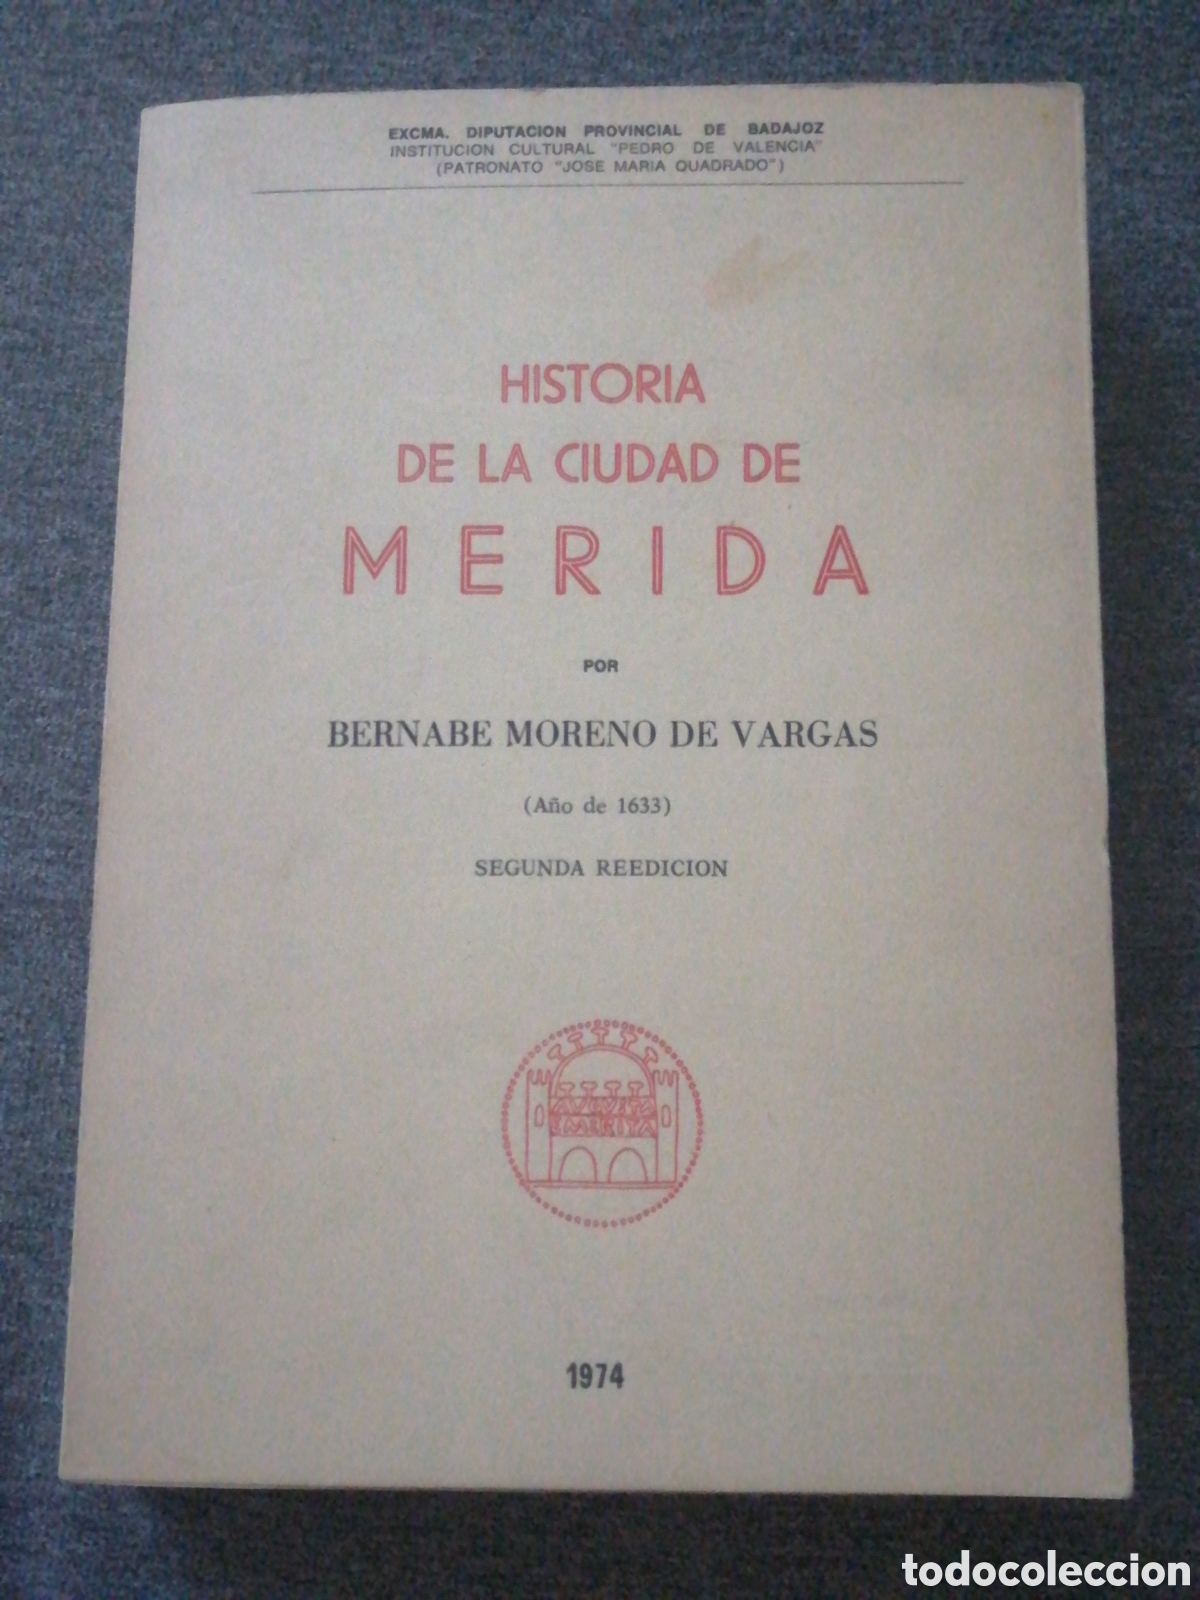 EXCMA. DIPUTACION PROVINCIAL DE BADAJOZ
INSTITUCION CULTURAL "PEDRO DE VALENCIA"
(PATRONATO "JOSE MARIA QUADRADO")
HISTORIA
DE LA CIUDAD DE
MERIDA
POR
BERNABE MORENO DE VARGAS
(Año de 1633)
SEGUNDA REEDICION
AVGVSTA
EMERITA
1974
todocoleccion